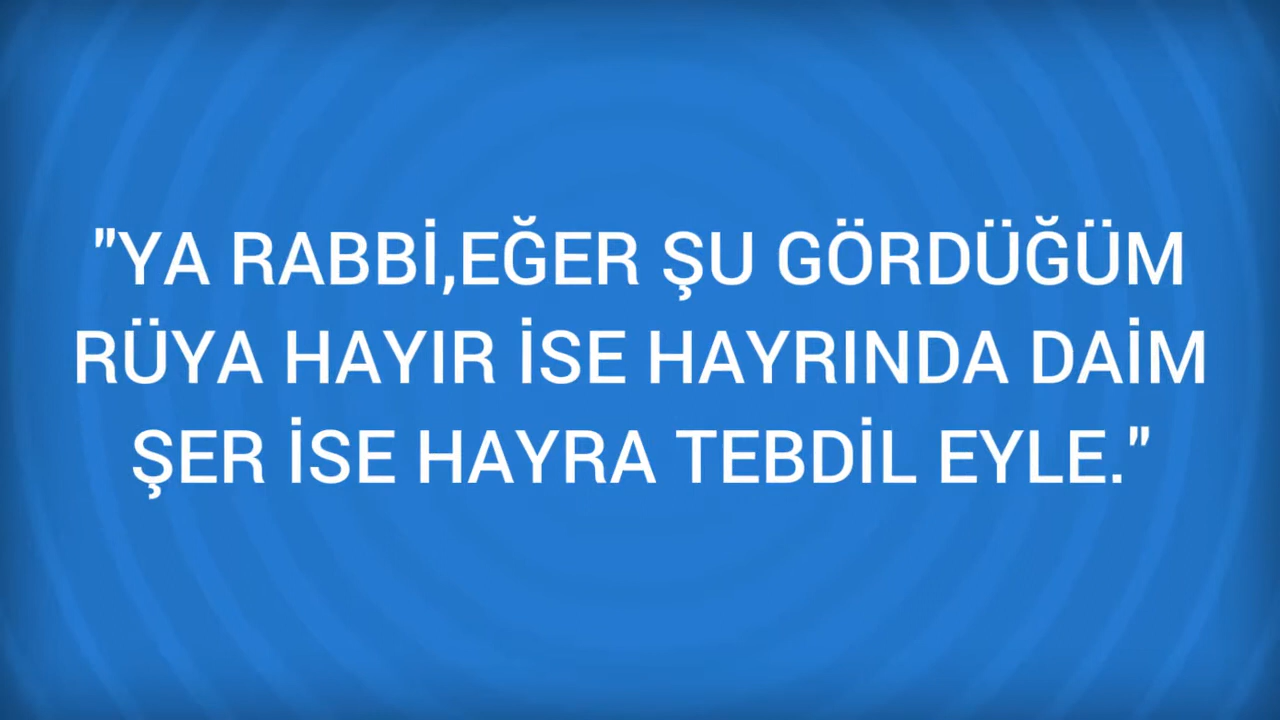 "YA RABBİ,EĞER ŞU GÖRDÜĞÜM
RÜYA HAYIR İSE HAYRINDA DAİM
ŞER İSE HAYRA TEBDİL EYLE."